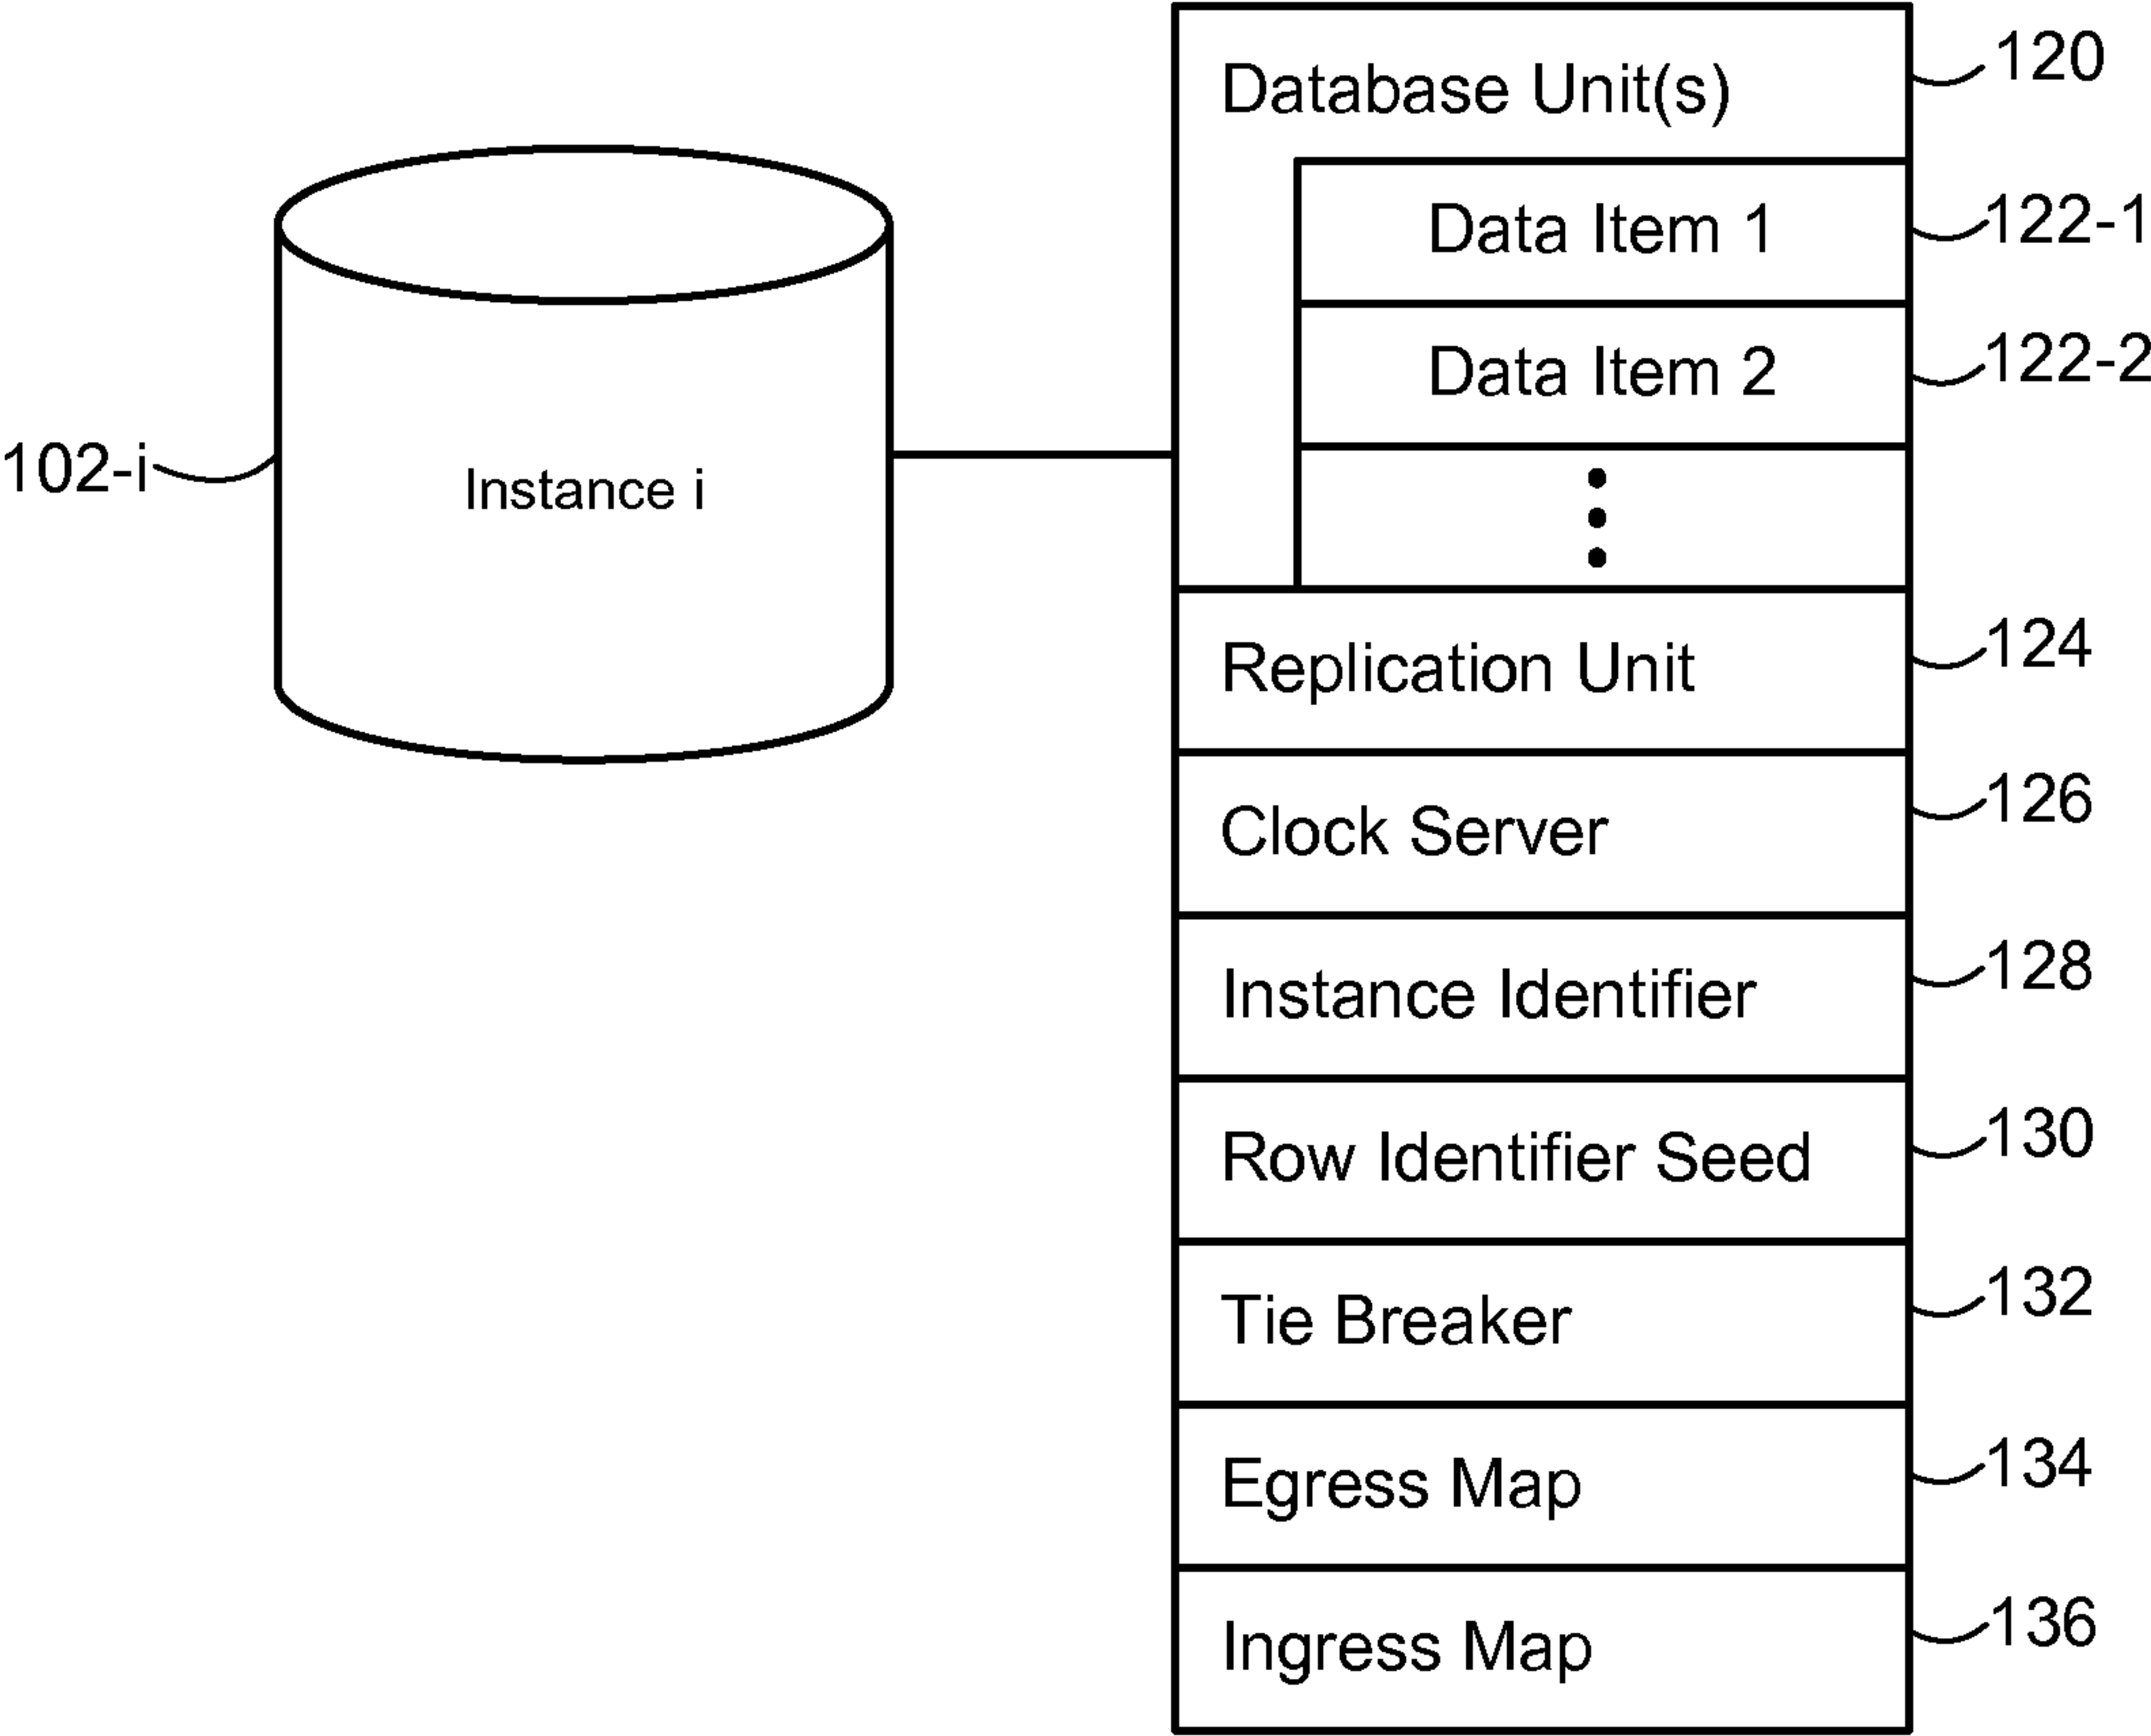 Database Unit(s) 120
Data Item 1 122-1
Data Item 2 122-2
102-i Instance i
Replication Unit 124
Clock Server 126
Instance Identifier 128
Row Identifier Seed 130
Tie Breaker 132
Egress Map 134
Ingress Map 136